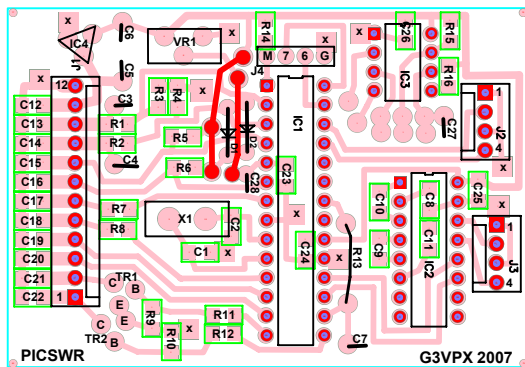 C6
x
IC4
J1
VR1
R14
M 7 6 G
x
C26
R15
IC3
R16
C5
x
J4
12
R3
R4
x
C3
C12
C13
R1
C14
R2
R5
D1
D2
IC1
C27
1
J2
4
x
C15
C4
C16
R6
C28
C23
C17
R7
C18
R8
X1
C2
x
C10
C8
C25
C19
C1
x
C24
x
R13
C9
C11
IC2
1
J3
4
C20
C21
C22
1
TR1
C
B
E
E
C
TR2
B
R9
R10
x
R11
R12
C7
PICSWR
G3VPX 2007